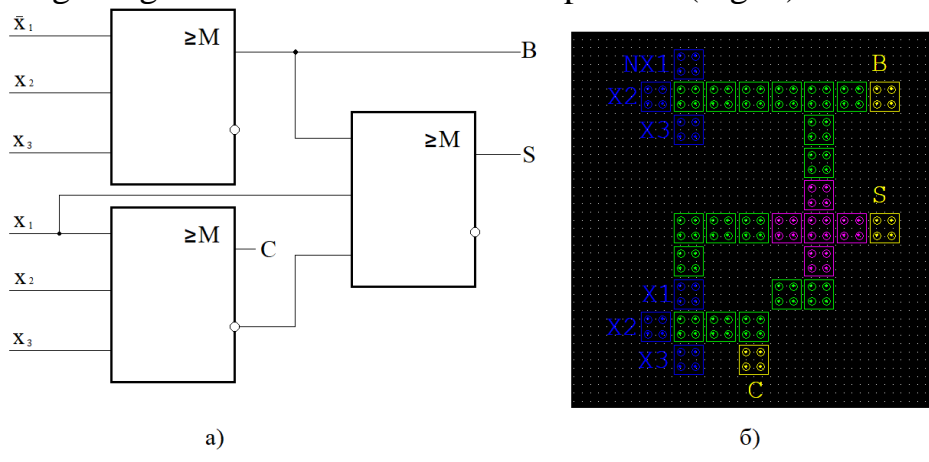 x̄₁
≥M
B
NX1
B
x₂
X2
x₃
X3
≥M
S
S
x₁
≥M
C
x₂
X1
X2
x₃
X3
C
а)
б)